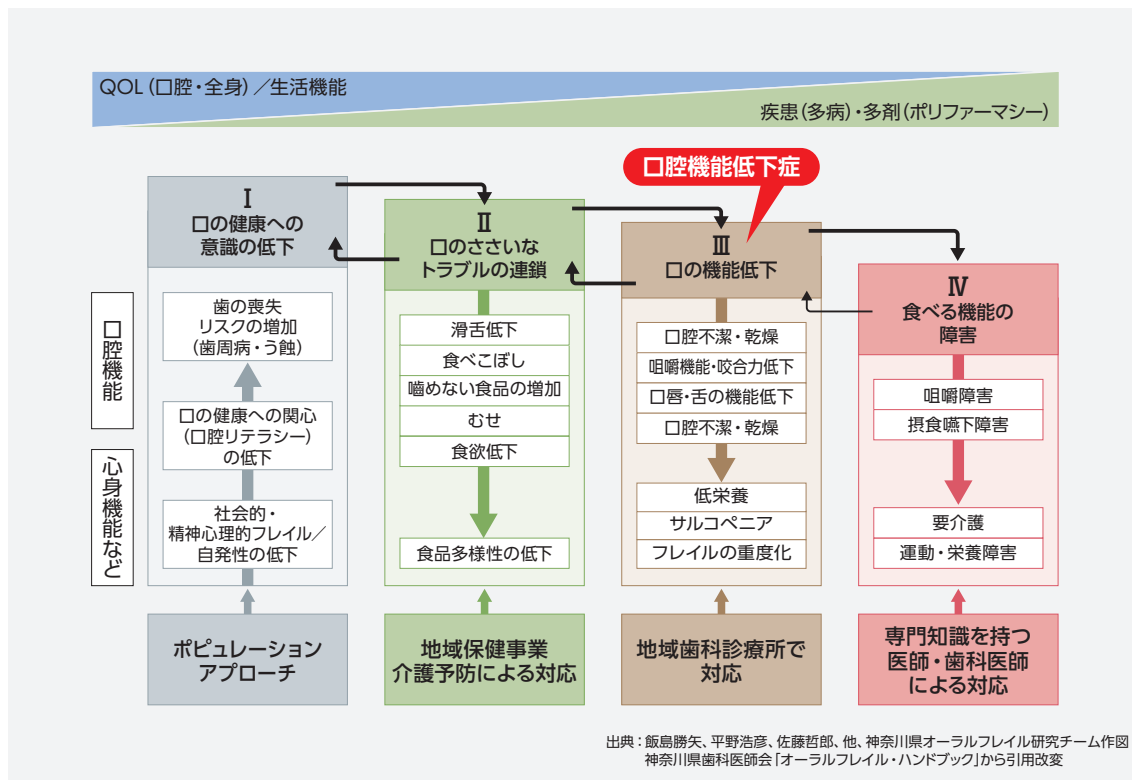 QOL（口腔・全身）／生活機能
疾患（多病）・多剤（ポリファーマシー）
口腔機能低下症
Ⅰ
口の健康への
意識の低下
Ⅱ
口のささいな
トラブルの連鎖
Ⅲ
口の機能低下
Ⅳ
食べる機能の
障害
口腔機能
心身機能など
歯の喪失
リスクの増加
（歯周病・う蝕）
口の健康への関心
（口腔リテラシー）
の低下
社会的・
精神心理的フレイル／
自発性の低下
滑舌低下
食べこぼし
嚙めない食品の増加
むせ
食欲低下
食品多様性の低下
口腔不潔・乾燥
咀嚼機能・咬合力低下
口唇・舌の機能低下
口腔不潔・乾燥
低栄養
サルコペニア
フレイルの重度化
咀嚼障害
摂食嚥下障害
要介護
運動・栄養障害
ポピュレーション
アプローチ
地域保健事業
介護予防による対応
地域歯科診療所で
対応
専門知識を持つ
医師・歯科医師
による対応
出典：飯島勝矢、平野浩彦、佐藤哲郎、他、神奈川県オーラルフレイル研究チーム作図
神奈川県歯科医師会「オーラルフレイル・ハンドブック」から引用改変